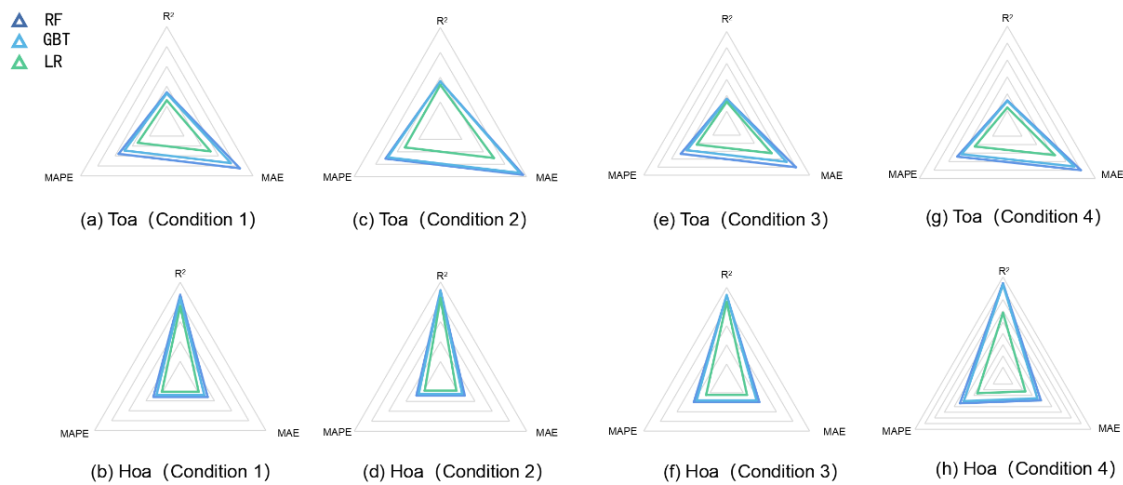 RF
GBT
LR
R²
MAPE
MAE
(a) Toa（Condition 1)
R²
MAPE
MAE
(c) Toa（Condition 2)
R²
MAPE
MAE
(e) Toa（Condition 3)
R²
MAPE
MAE
(g) Toa（Condition 4)
R²
MAPE
MAE
(b) Hoa（Condition 1)
R²
MAPE
MAE
(d) Hoa（Condition 2)
R²
MAPE
MAE
(f) Hoa（Condition 3)
R²
MAPE
MAE
(h) Hoa（Condition 4)